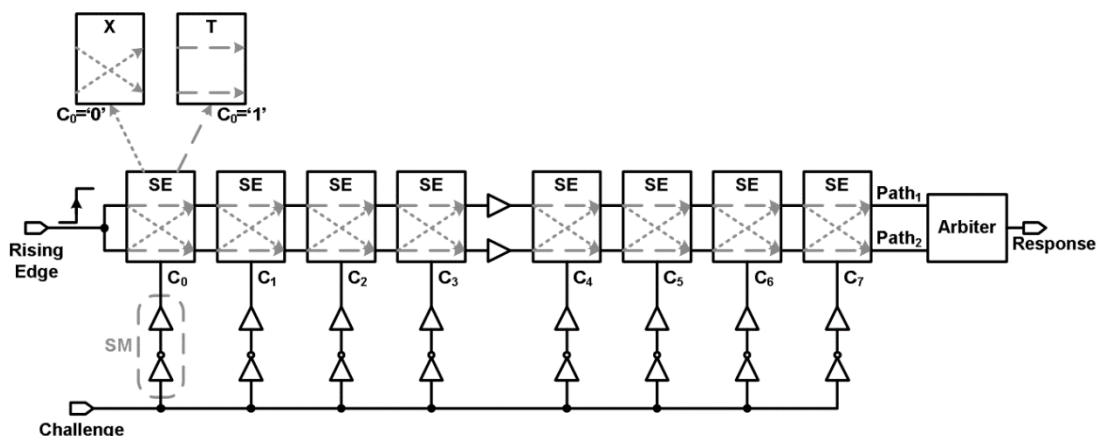 X T
C₀='0' C₀='1'
SE SE SE SE SE SE SE SE
Path₁
Path₂
Arbiter
Response
Rising
Edge
C₀ C₁ C₂ C₃ C₄ C₅ C₆ C₇
SM
Challenge